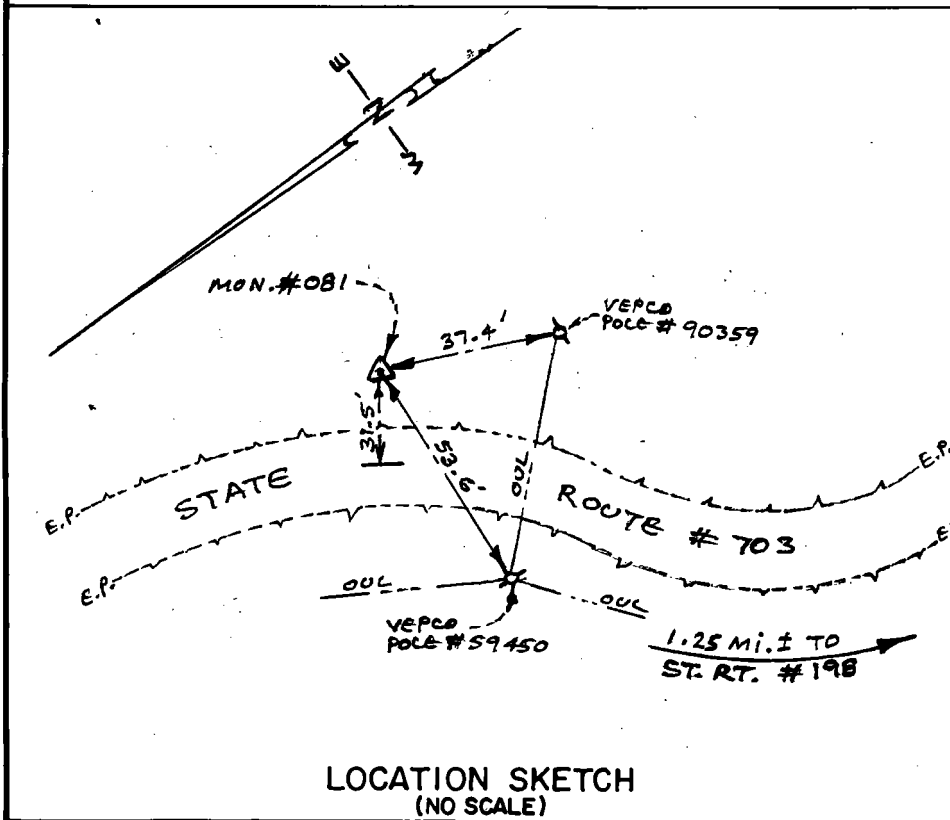 E
N
W
MON. #081
VEPCO
POLE # 90359
37.4'
31.5'
53.6'
OUL
STATE
ROUTE # 703
E.P.
E.P.
E.P.
E
OUL
OUL
VEPCO
POLE #59450
1.25 Mi.± TO
ST. RT. #198
LOCATION SKETCH
(NO SCALE)